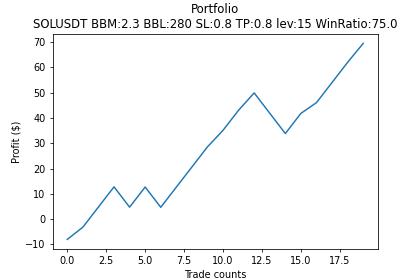 Portfolio
SOLUSDT BBM:2.3 BBL:280 SL:0.8 TP:0.8 lev:15 WinRatio:75.0
70
60
50
40
30
20
10
0
−10
Profit ($)
0.0 2.5 5.0 7.5 10.0 12.5 15.0 17.5
Trade counts